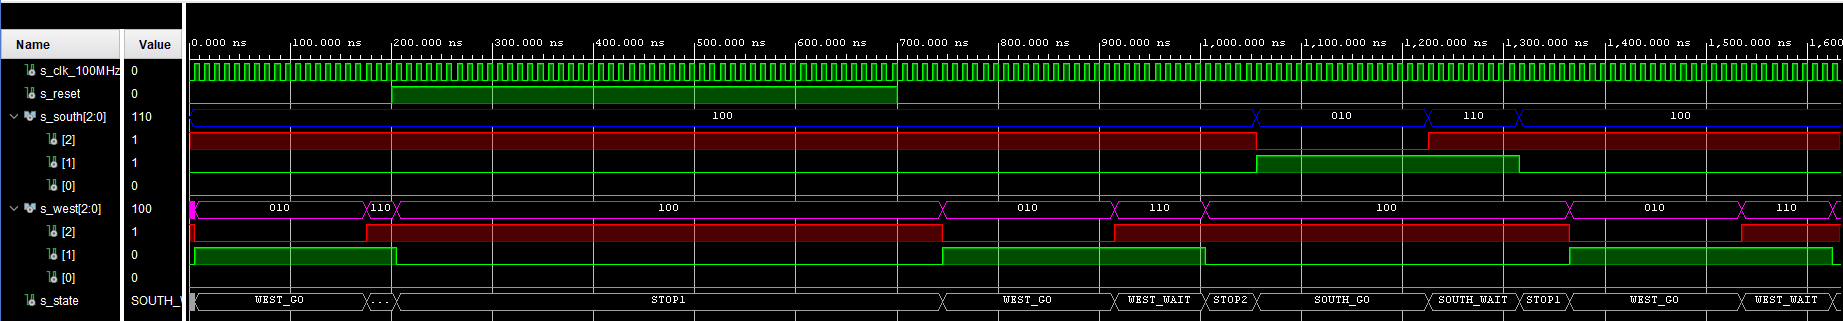 Name Value 0.000 ns 100.000 ns 200.000 ns 300.000 ns 400.000 ns 500.000 ns 600.000 ns 700.000 ns 800.000 ns 900.000 ns 1,000.000 ns 1,100.000 ns 1,200.000 ns 1,300.000 ns 1,400.000 ns 1,500.000 ns 1,600
s_clk_100MHz 0
s_reset 0
s_south[2:0] 110 100 010 110 100
[2] 1
[1] 1
[0] 0
s_west[2:0] 100 010 110 100 010 110 100 010 110
[2] 1
[1] 0
[0] 0
s_state SOUTH_ WEST_GO ... STOP1 WEST_GO WEST_WAIT STOP2 SOUTH_GO SOUTH_WAIT STOP1 WEST_GO WEST_WAIT